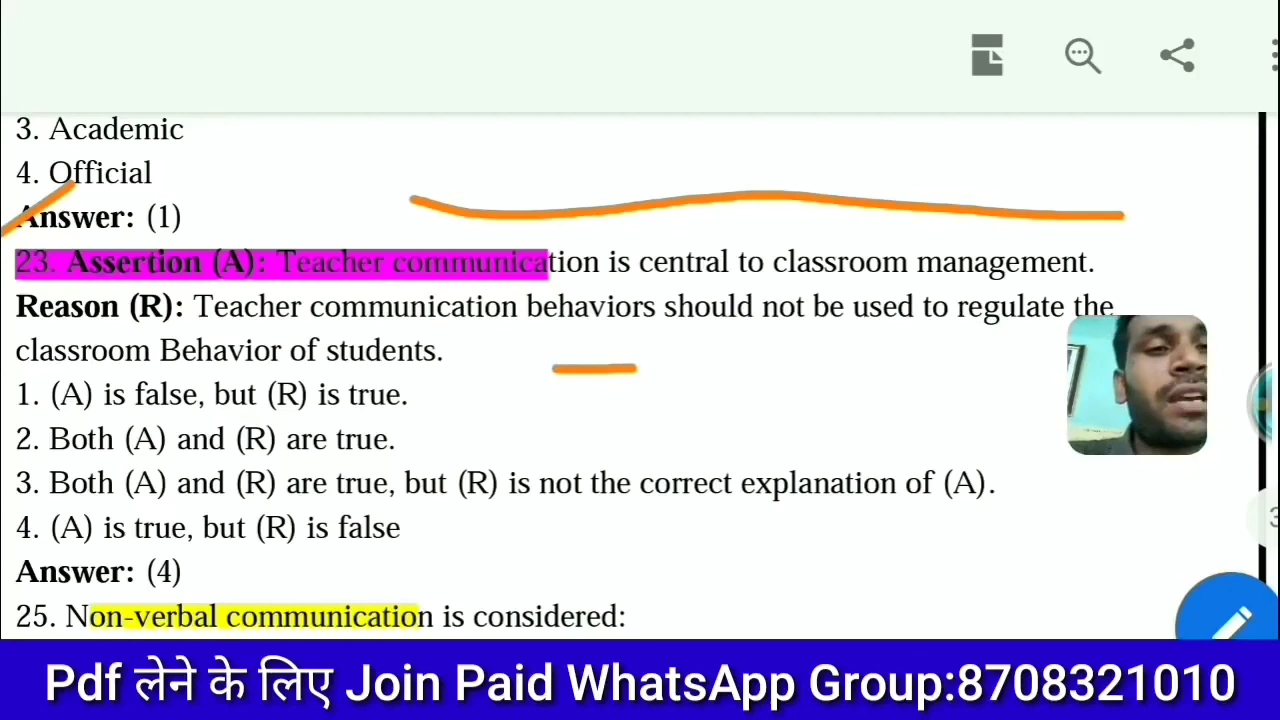 3. Academic
4. Official
Answer: (1)
23. Assertion (A): Teacher communication is central to classroom management.
Reason (R): Teacher communication behaviors should not be used to regulate the
classroom Behavior of students.
1. (A) is false, but (R) is true.
2. Both (A) and (R) are true.
3. Both (A) and (R) are true, but (R) is not the correct explanation of (A).
4. (A) is true, but (R) is false
Answer: (4)
25. Non-verbal communication is considered:
Pdf लेने के लिए Join Paid WhatsApp Group:8708321010